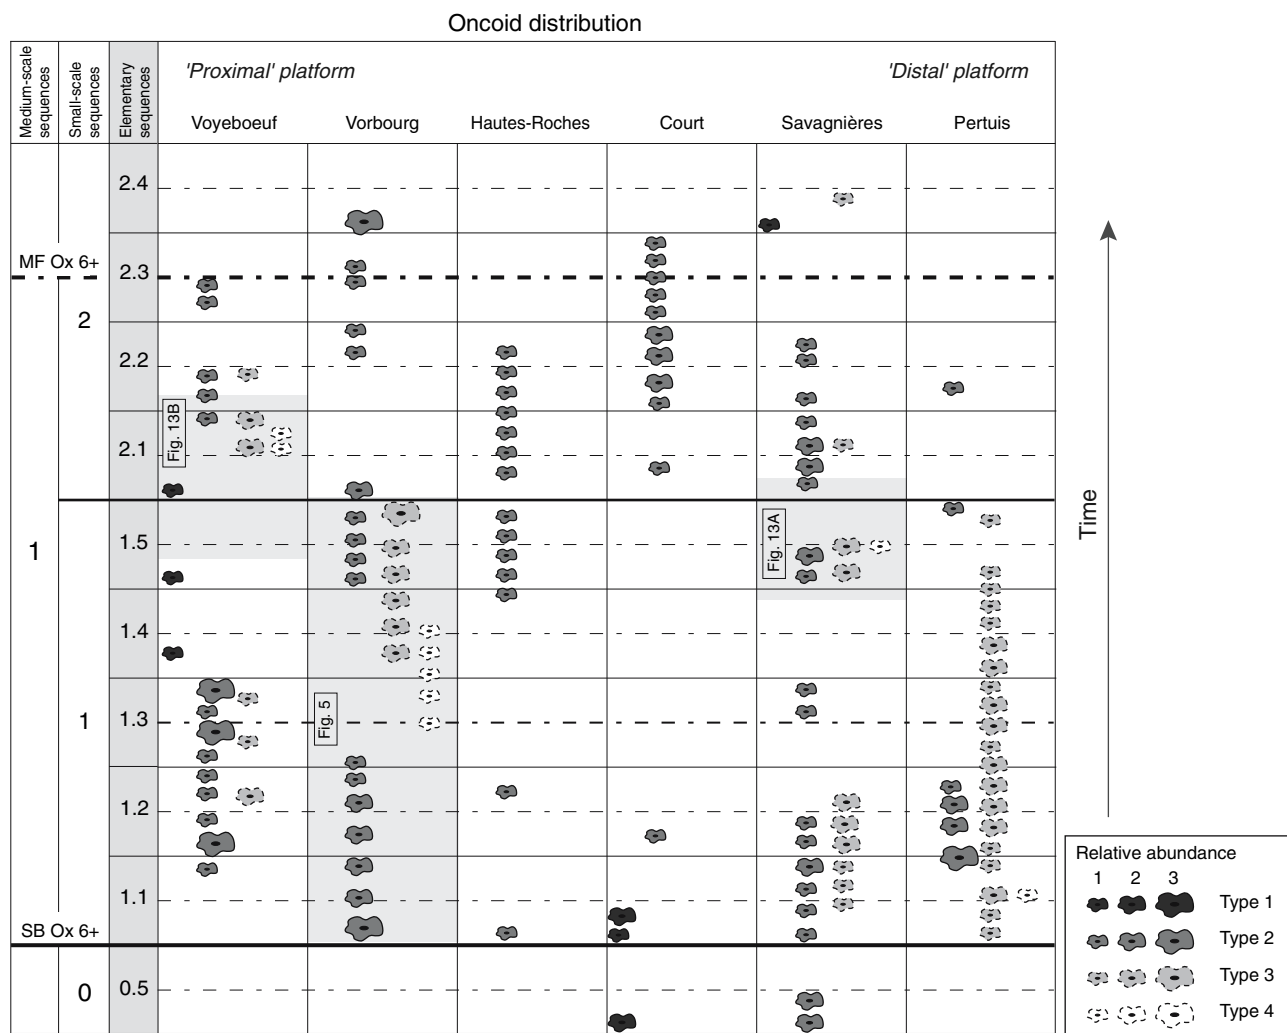 Oncoid distribution
Medium-scale
sequences
Small-scale
sequences
Elementary
sequences
'Proximal' platform
'Distal' platform
Voyeboeuf
Vorbourg
Hautes-Roches
Court
Savagnières
Pertuis
2.4
MF Ox 6+
2.3
2
2.2
Fig. 13B
2.1
1
1.5
Fig. 13A
1.4
1
1.3
Fig. 5
1.2
1.1
SB Ox 6+
0
0.5
Time
Relative abundance
1 2 3
Type 1
Type 2
Type 3
Type 4